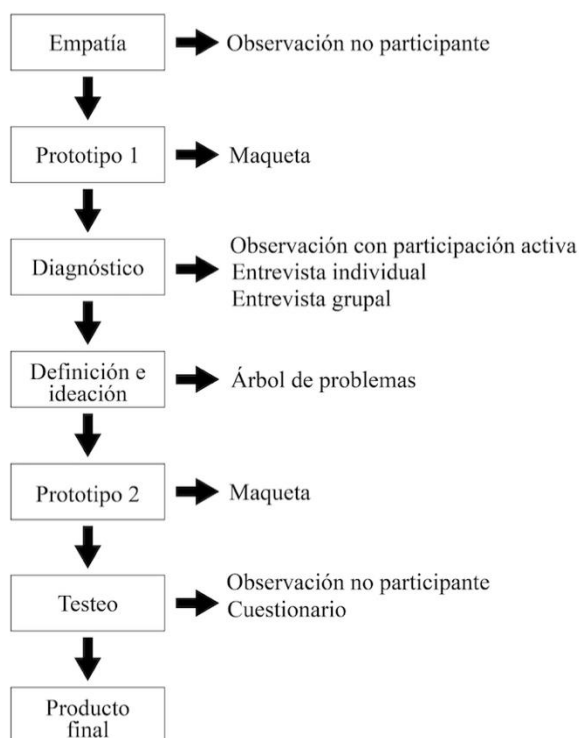 Empatía
Observación no participante
Prototipo 1
Maqueta
Diagnóstico
Observación con participación activa
Entrevista individual
Entrevista grupal
Definición e
ideación
Árbol de problemas
Prototipo 2
Maqueta
Testeo
Observación no participante
Cuestionario
Producto
final